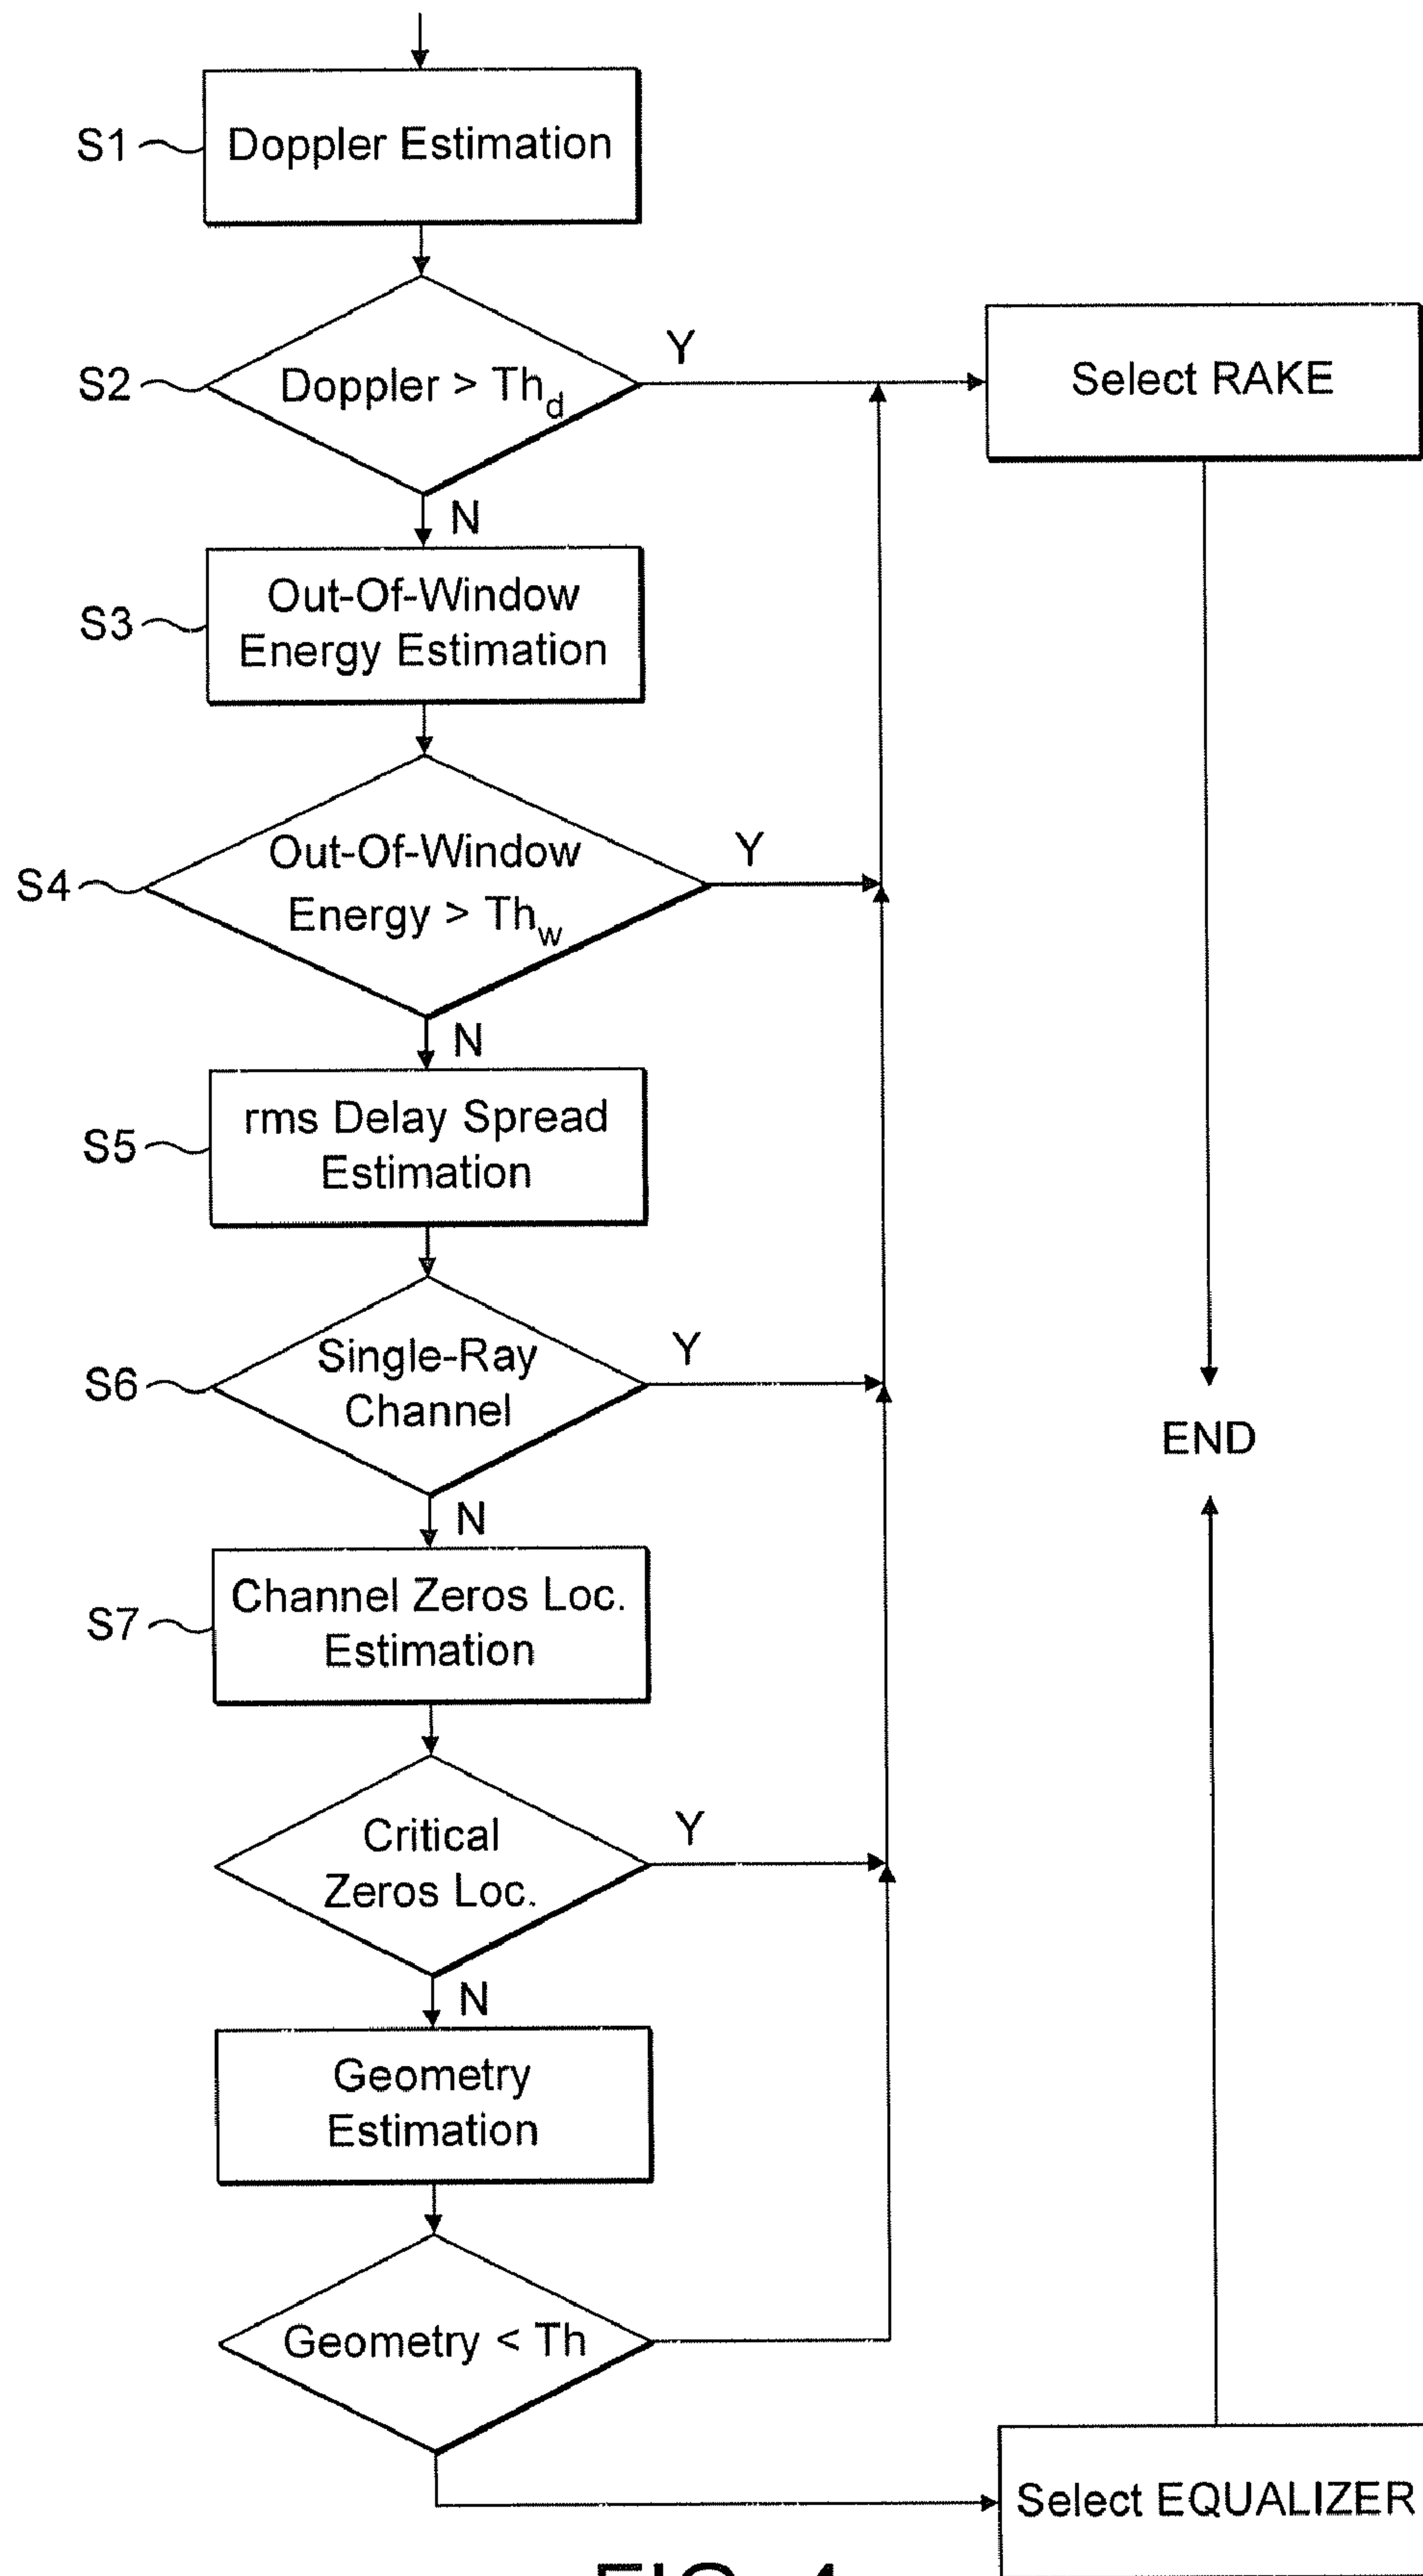 S1
Doppler Estimation
S2
Doppler > Thd
Y
Select RAKE
N
S3
Out-Of-Window
Energy Estimation
S4
Out-Of-Window
Energy > Thw
Y
N
S5
rms Delay Spread
Estimation
S6
Single-Ray
Channel
Y
END
N
S7
Channel Zeros Loc.
Estimation
Critical
Zeros Loc.
Y
N
Geometry
Estimation
Geometry < Th
Select EQUALIZER